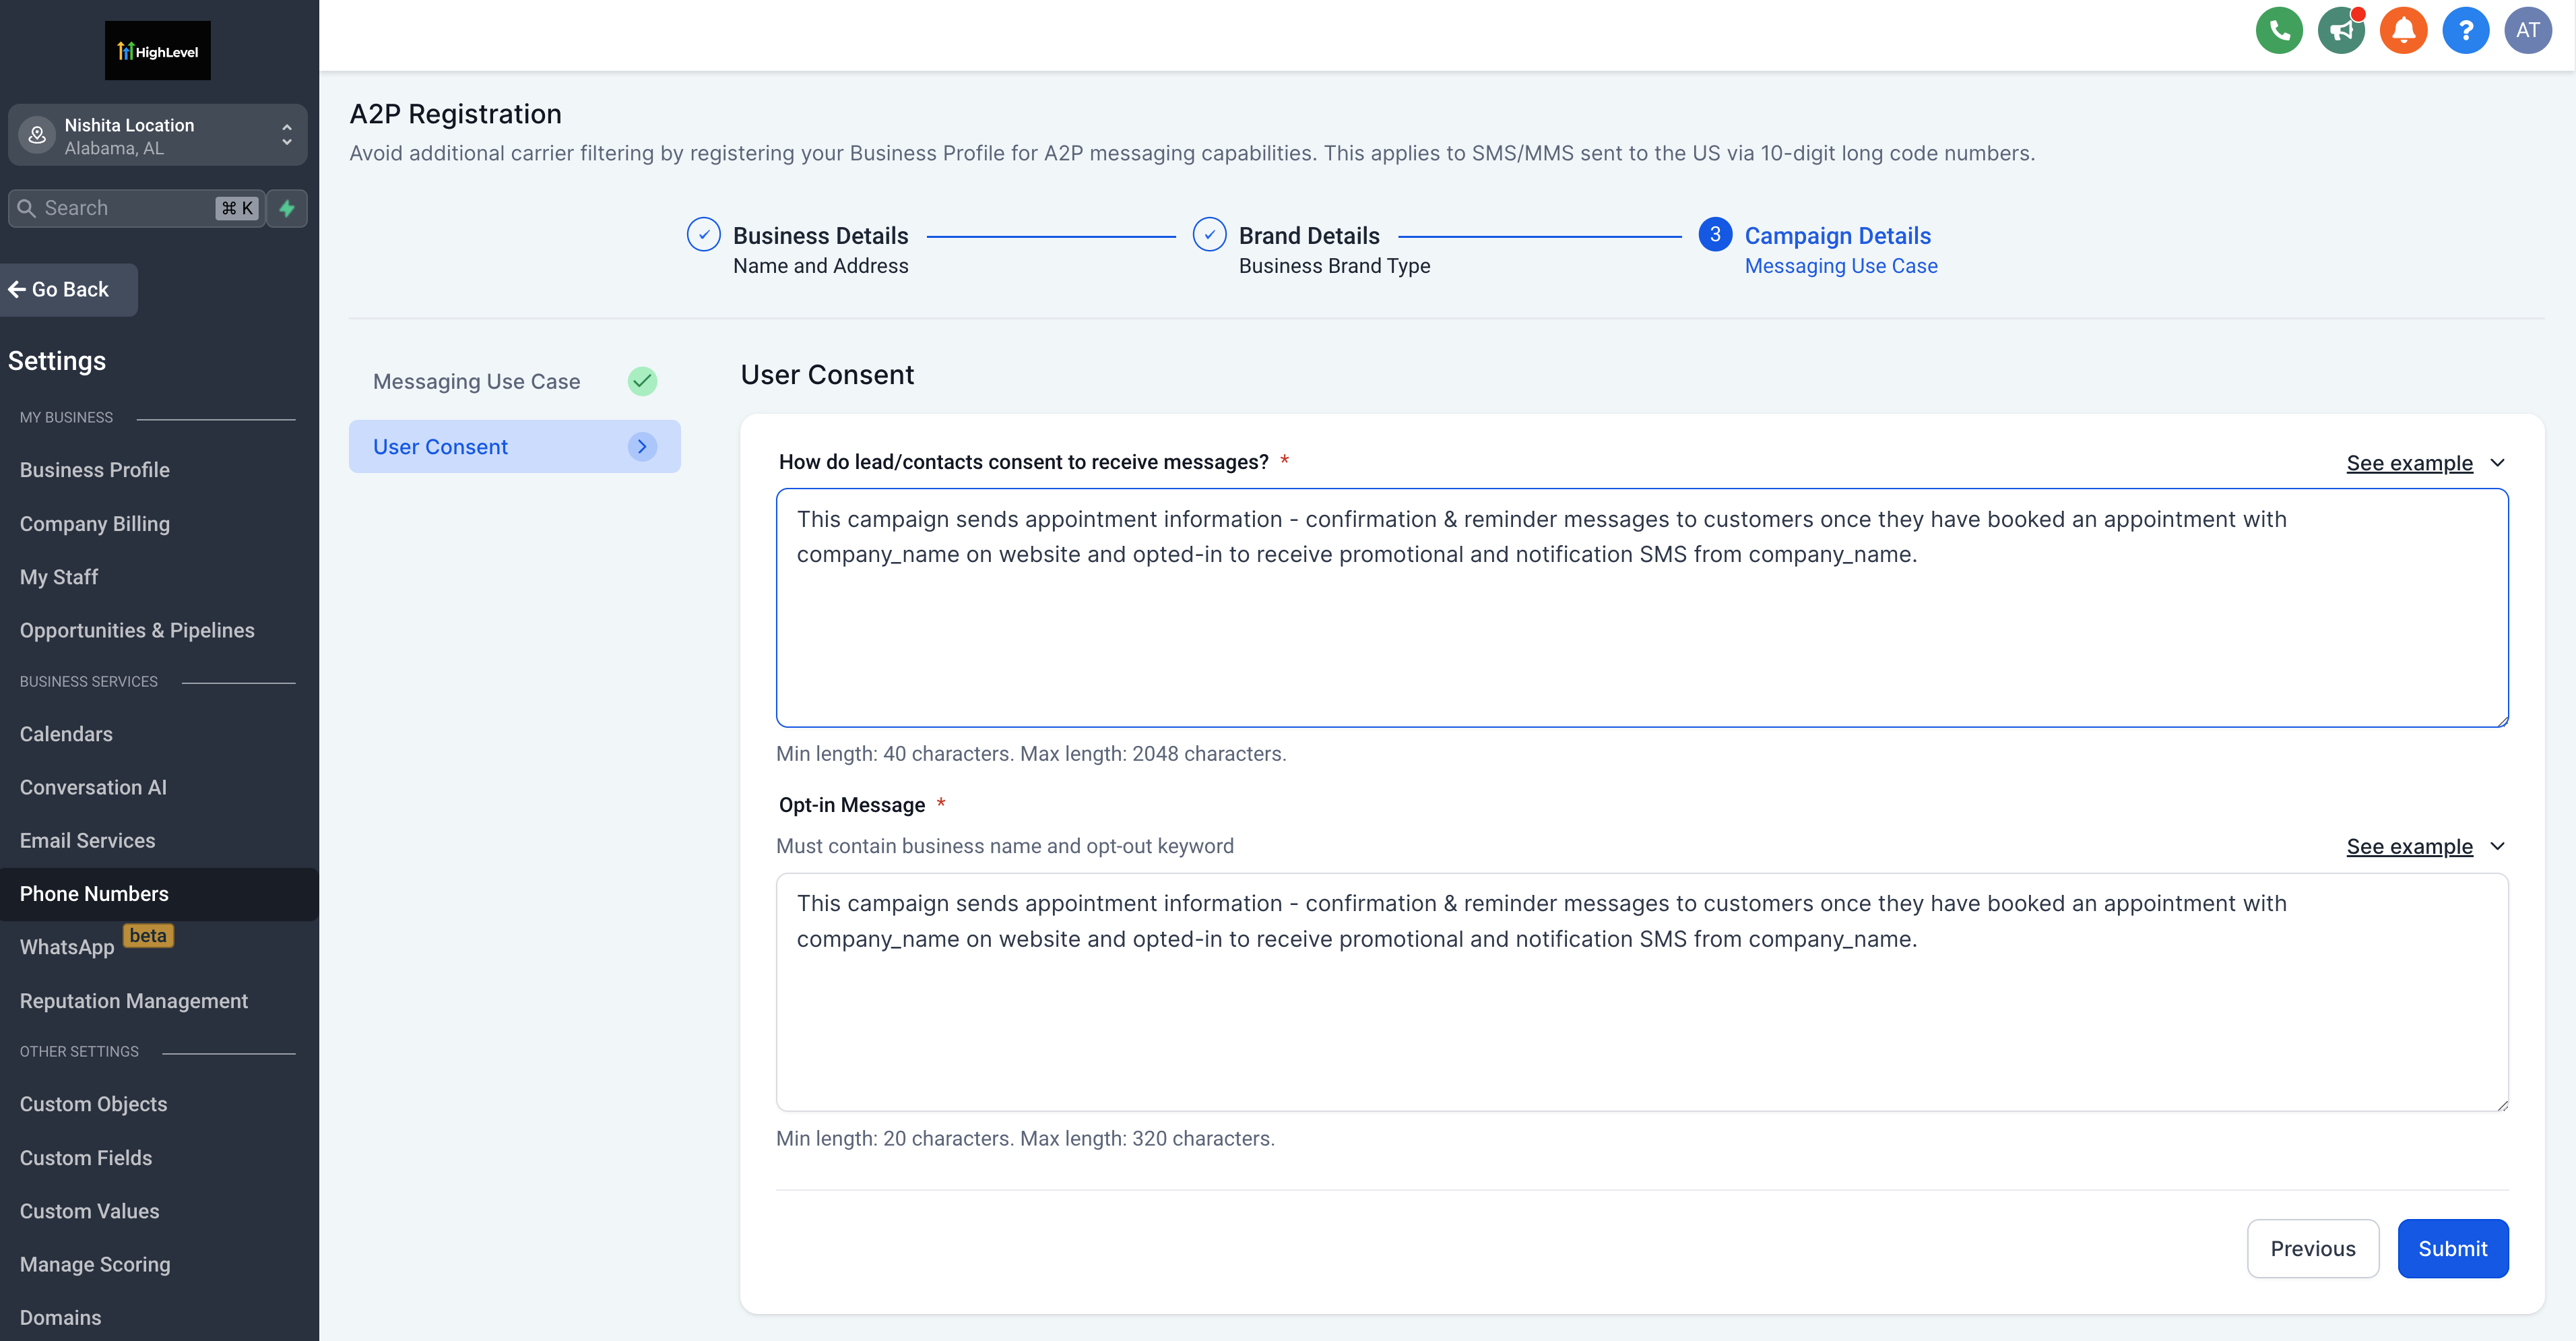 HighLevel
Nishita Location
Alabama, AL
Search
⌘ K
Go Back
Settings
MY BUSINESS
Business Profile
Company Billing
My Staff
Opportunities & Pipelines
BUSINESS SERVICES
Calendars
Conversation AI
Email Services
Phone Numbers
WhatsApp beta
Reputation Management
OTHER SETTINGS
Custom Objects
Custom Fields
Custom Values
Manage Scoring
Domains
AT
A2P Registration
Avoid additional carrier filtering by registering your Business Profile for A2P messaging capabilities. This applies to SMS/MMS sent to the US via 10-digit long code numbers.
Business Details
Name and Address
Brand Details
Business Brand Type
3 Campaign Details
Messaging Use Case
Messaging Use Case
User Consent
User Consent
How do lead/contacts consent to receive messages? *
See example
This campaign sends appointment information - confirmation & reminder messages to customers once they have booked an appointment with
company_name on website and opted-in to receive promotional and notification SMS from company_name.
Min length: 40 characters. Max length: 2048 characters.
Opt-in Message *
Must contain business name and opt-out keyword
See example
This campaign sends appointment information - confirmation & reminder messages to customers once they have booked an appointment with
company_name on website and opted-in to receive promotional and notification SMS from company_name.
Min length: 20 characters. Max length: 320 characters.
Previous
Submit